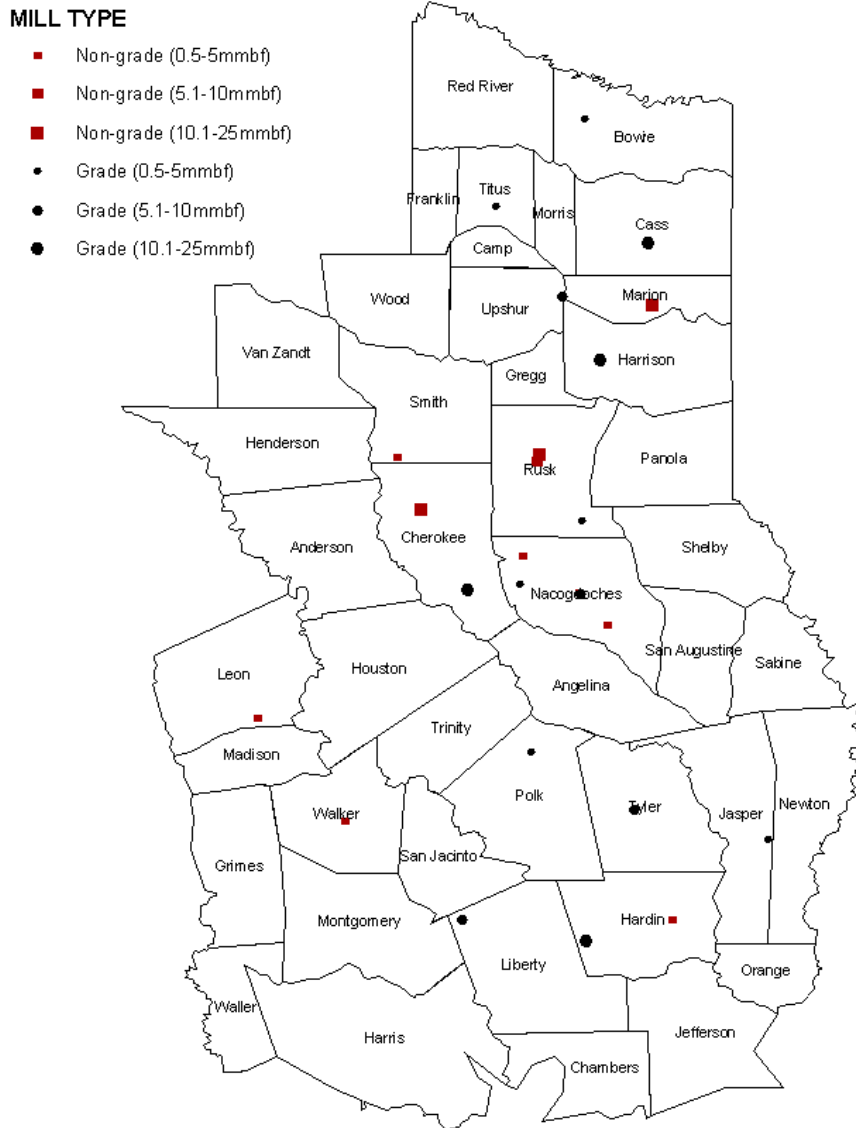 MILL TYPE
Non-grade (0.5-5mmbf)
Non-grade (5.1-10mmbf)
Non-grade (10.1-25mmbf)
Grade (0.5-5mmbf)
Grade (5.1-10mmbf)
Grade (10.1-25mmbf)
Red River
Bowie
Franklin
Titus
Morris
Cass
Camp
Wood
Upshur
Marion
Van Zandt
Harrison
Gregg
Smith
Henderson
Rusk
Panola
Anderson
Cherokee
Shelby
Nacogdoches
San Augustine
Sabine
Leon
Houston
Angelina
Trinity
Madison
Polk
Tyler
Jasper
Newton
Walker
San Jacinto
Grimes
Montgomery
Hardin
Liberty
Orange
Waller
Harris
Jefferson
Chambers